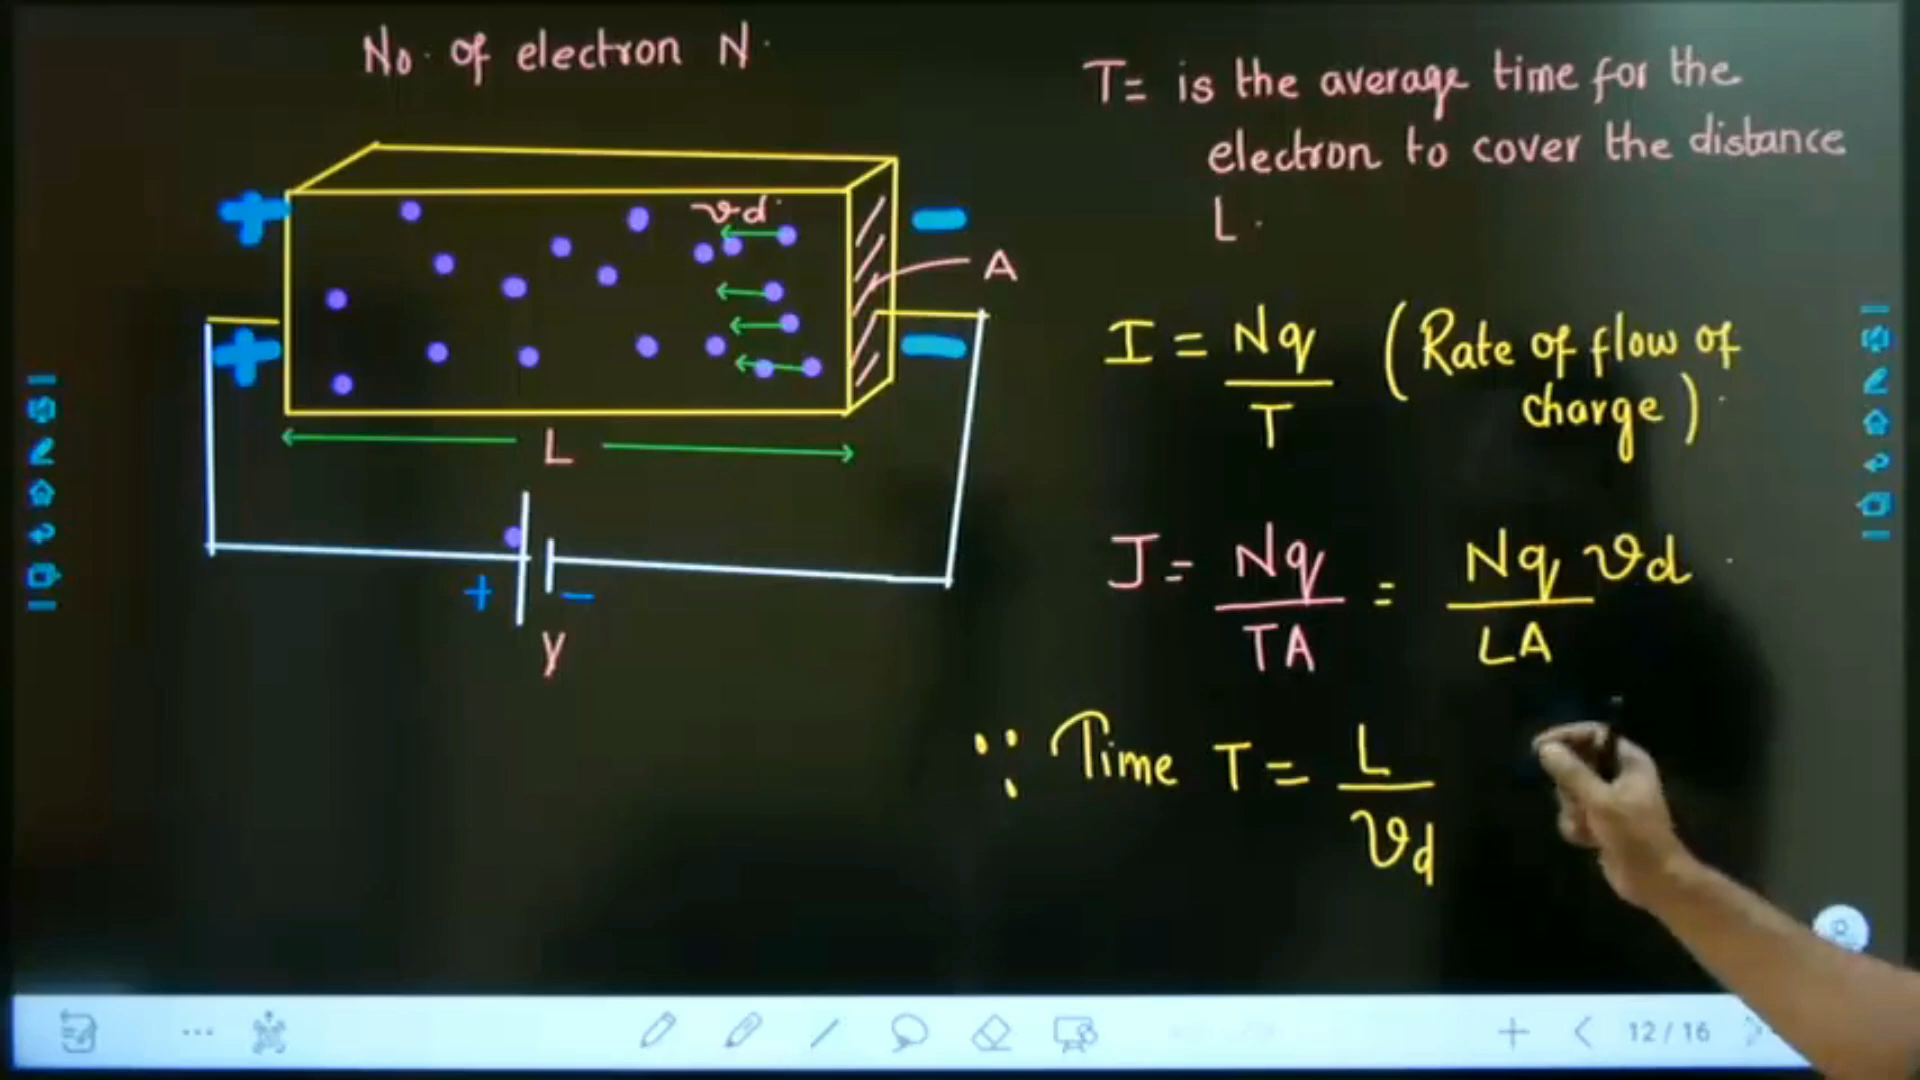 No. of electron N.
vd.
A
L
+
-
V
T= is the average time for the
electron to cover the distance
L.
I = Nq/T (Rate of flow of
charge).
J = Nq/TA = Nq vd/LA
∵ Time T = L/vd
12/16